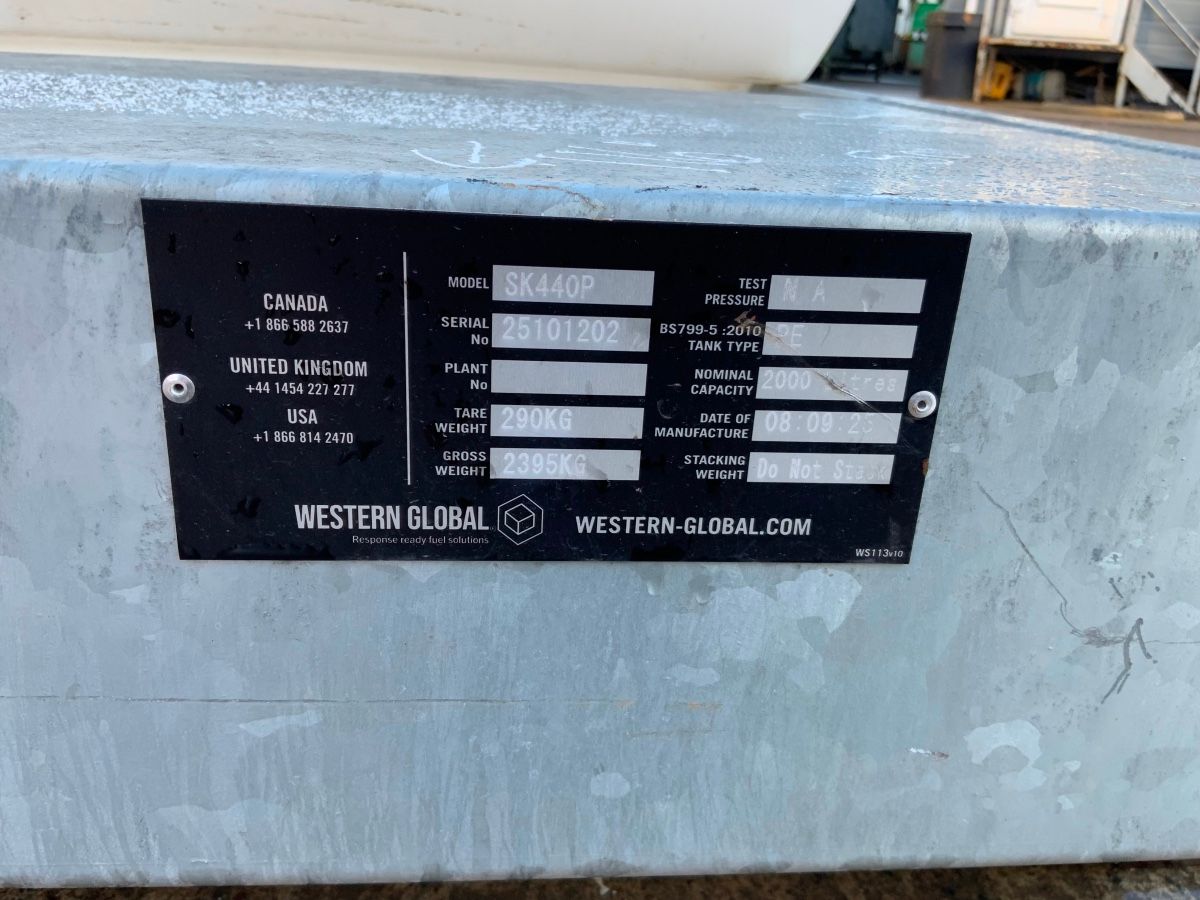 CANADA
+1 866 588 2637
UNITED KINGDOM
+44 1454 227 277
USA
+1 866 814 2470
MODEL SK440P
SERIAL No 25101202
PLANT No
TARE WEIGHT 290KG
GROSS WEIGHT 2395KG
TEST PRESSURE N A
BS799-5 :2010 TANK TYPE PE
NOMINAL CAPACITY 2000 Litres
DATE OF MANUFACTURE
STACKING WEIGHT Do Not Stack
WESTERN GLOBAL
Response ready fuel solutions
WESTERN-GLOBAL.COM
WS113v10